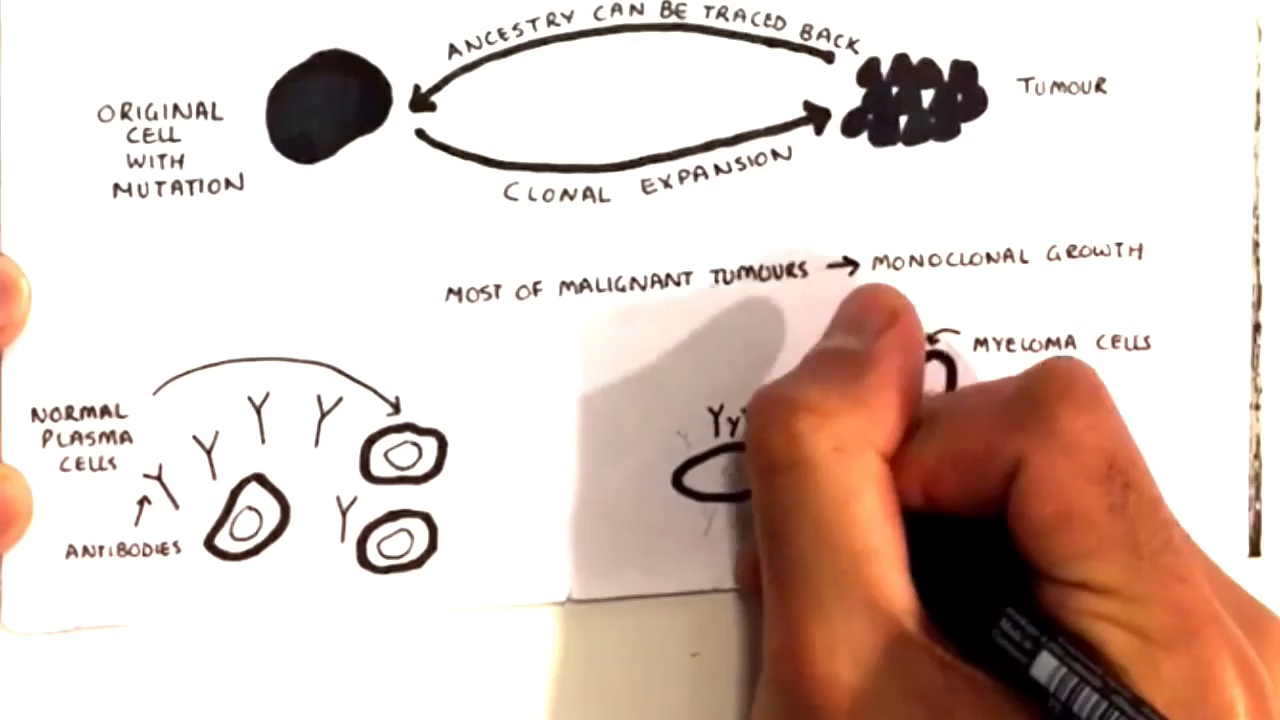 ANCESTRY CAN BE TRACED BACK
TUMOUR
ORIGINAL
CELL
WITH
MUTATION
CLONAL EXPANSION
MOST OF MALIGNANT TUMOURS → MONOCLONAL GROWTH
MYELOMA CELLS
NORMAL
PLASMA
CELLS
ANTIBODIES